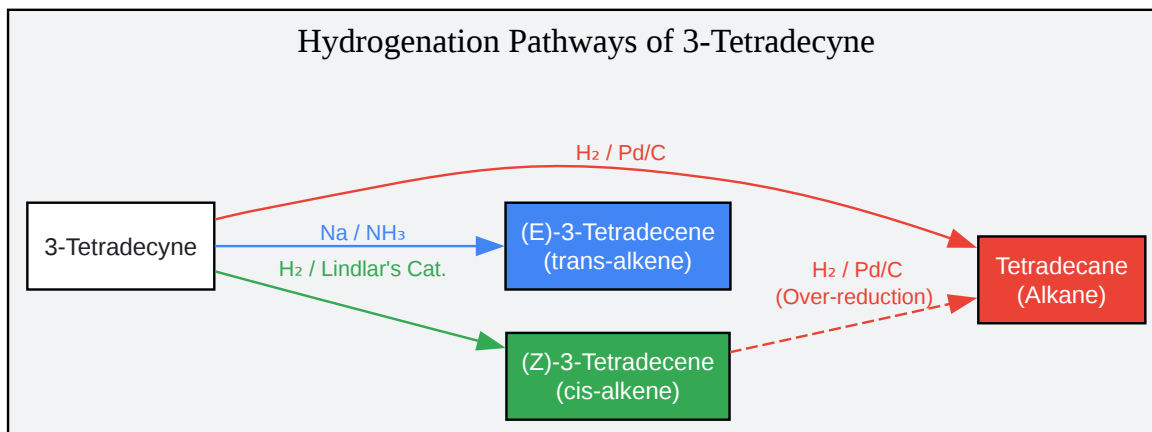 Hydrogenation Pathways of 3-Tetradecyne
H₂ / Pd/C
3-Tetradecyne
Na / NH₃
H₂ / Lindlar's Cat.
(E)-3-Tetradecene
(trans-alkene)
H₂ / Pd/C
(Over-reduction)
Tetradecane
(Alkane)
(Z)-3-Tetradecene
(cis-alkene)